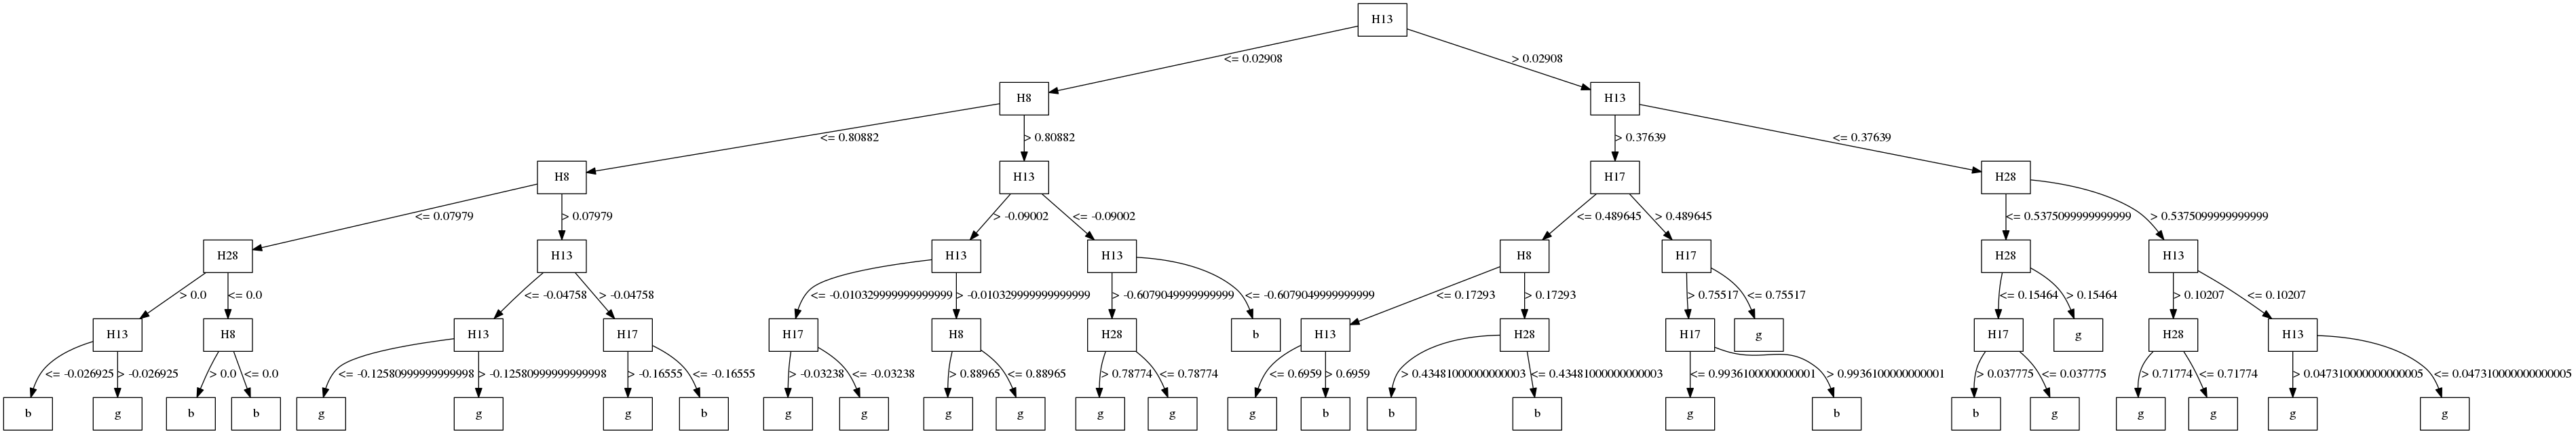 H13
<= 0.02908 > 0.02908
H8 H13
<= 0.80882 > 0.80882 > 0.37639 <= 0.37639
H8 H13 H17 H28
<= 0.07979 > 0.07979 > -0.09002 <= -0.09002 <= 0.489645 > 0.489645 <= 0.5375099999999999 > 0.5375099999999999
H28 H13 H13 H13 H8 H17 H28 H13
> 0.0 <= 0.0 <= -0.04758 > -0.04758 <= -0.010329999999999999 > -0.010329999999999999 > -0.6079049999999999 <= -0.6079049999999999 <= 0.17293 > 0.17293 > 0.75517 <= 0.75517 <= 0.15464 > 0.15464 > 0.10207 <= 0.10207
H13 H8 H13 H17 H17 H8 H28 b H13 H28 H17 g H17 g H28 H13
<= -0.026925 > -0.026925 > 0.0 <= 0.0 <= -0.12580999999999998 > -0.12580999999999998 > -0.16555 <= -0.16555 > -0.03238 <= -0.03238 > 0.88965 <= 0.88965 > 0.78774 <= 0.78774 <= 0.6959 > 0.6959 > 0.43481000000000003 <= 0.43481000000000003 <= 0.9936100000000001 > 0.9936100000000001 > 0.037775 <= 0.037775 > 0.71774 <= 0.71774 > 0.047310000000000005 <= 0.047310000000000005
b g b b g g g b g g g g g g g b b b g b b g g g g g